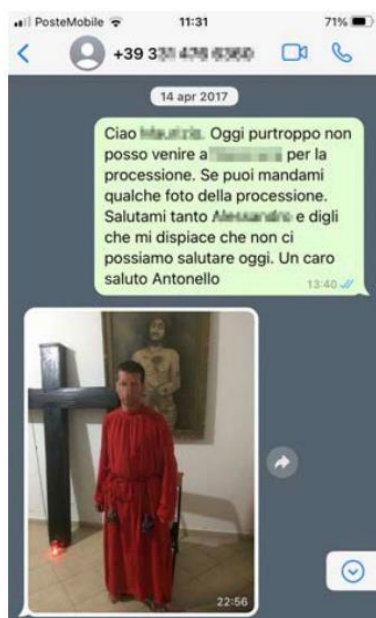 PosteMobile 11:31 71%
+39 3
14 apr 2017
Ciao . Oggi purtroppo non
posso venire a per la
processione. Se puoi mandami
qualche foto della processione.
Salutami tanto e digli
che mi dispiace che non ci
possiamo salutare oggi. Un caro
saluto Antonello
13:40
22:56